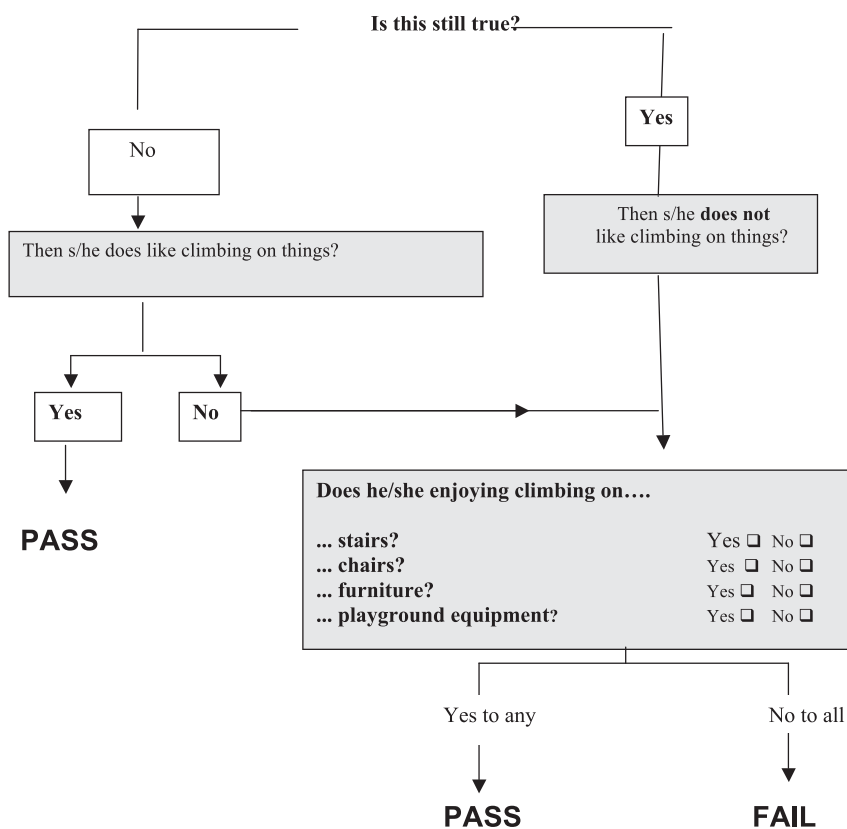 Is this still true?
No
Yes
Then s/he does like climbing on things?
Then s/he does not
like climbing on things?
Yes
No
PASS
Does he/she enjoying climbing on….
... stairs? Yes ❑ No ❑
... chairs? Yes ❑ No ❑
... furniture? Yes ❑ No ❑
... playground equipment? Yes ❑ No ❑
Yes to any
No to all
PASS
FAIL